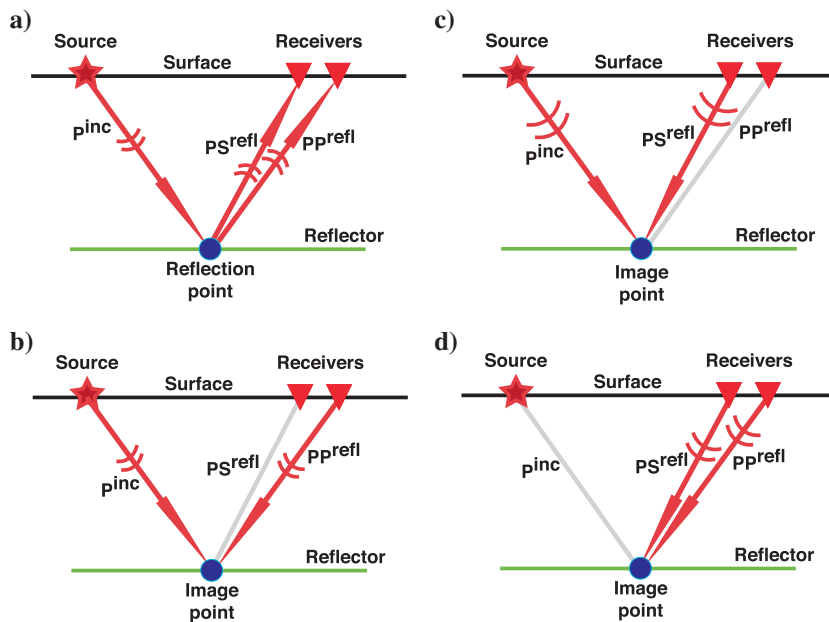 a)
Source
Receivers
Surface
P^inc
PS^refl
PP^refl
Reflector
Reflection
point
b)
Source
Receivers
Surface
P^inc
PS^refl
PP^refl
Reflector
Image
point
c)
Source
Receivers
Surface
P^inc
PS^refl
PP^refl
Reflector
Image
point
d)
Source
Receivers
Surface
P^inc
PS^refl
PP^refl
Reflector
Image
point